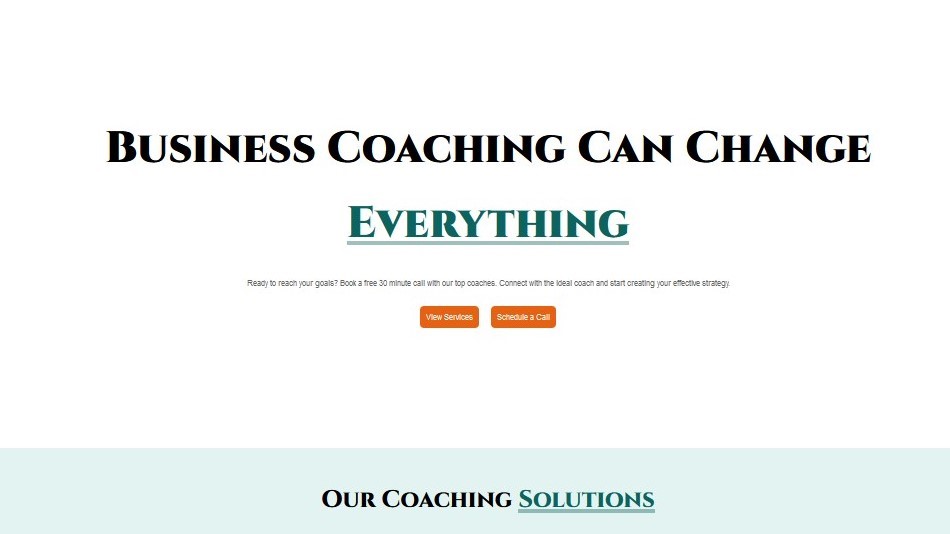 Business Coaching Can Change
Everything
Ready to reach your goals? Book a free 30 minute call with our top coaches. Connect with the ideal coach and start creating your effective strategy.
View Services
Schedule a Call
Our Coaching Solutions